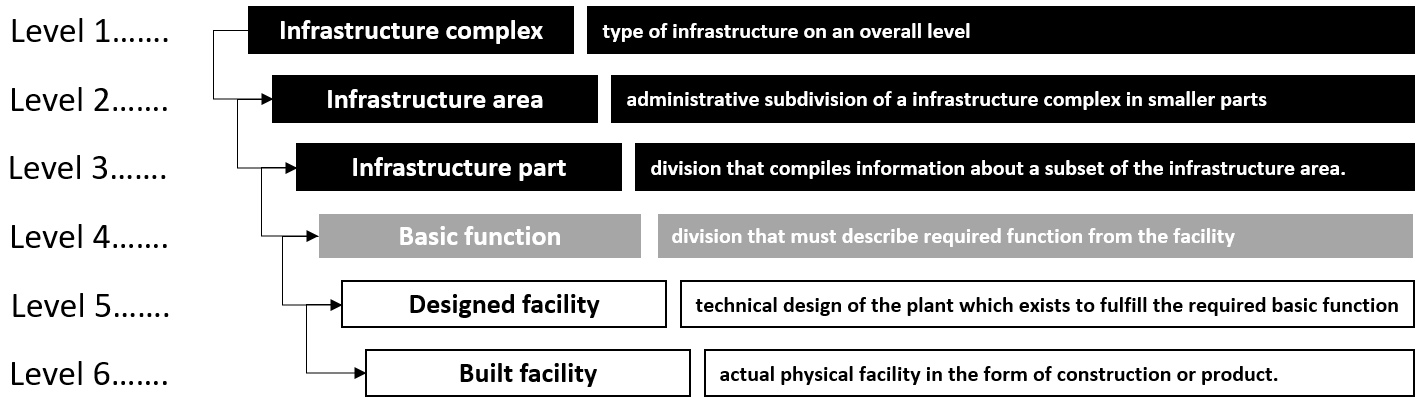 Level 1……. Infrastructure complex type of infrastructure on an overall level
Level 2……. Infrastructure area administrative subdivision of a infrastructure complex in smaller parts
Level 3……. Infrastructure part division that compiles information about a subset of the infrastructure area.
Level 4……. Basic function division that must describe required function from the facility
Level 5……. Designed facility technical design of the plant which exists to fulfill the required basic function
Level 6……. Built facility actual physical facility in the form of construction or product.